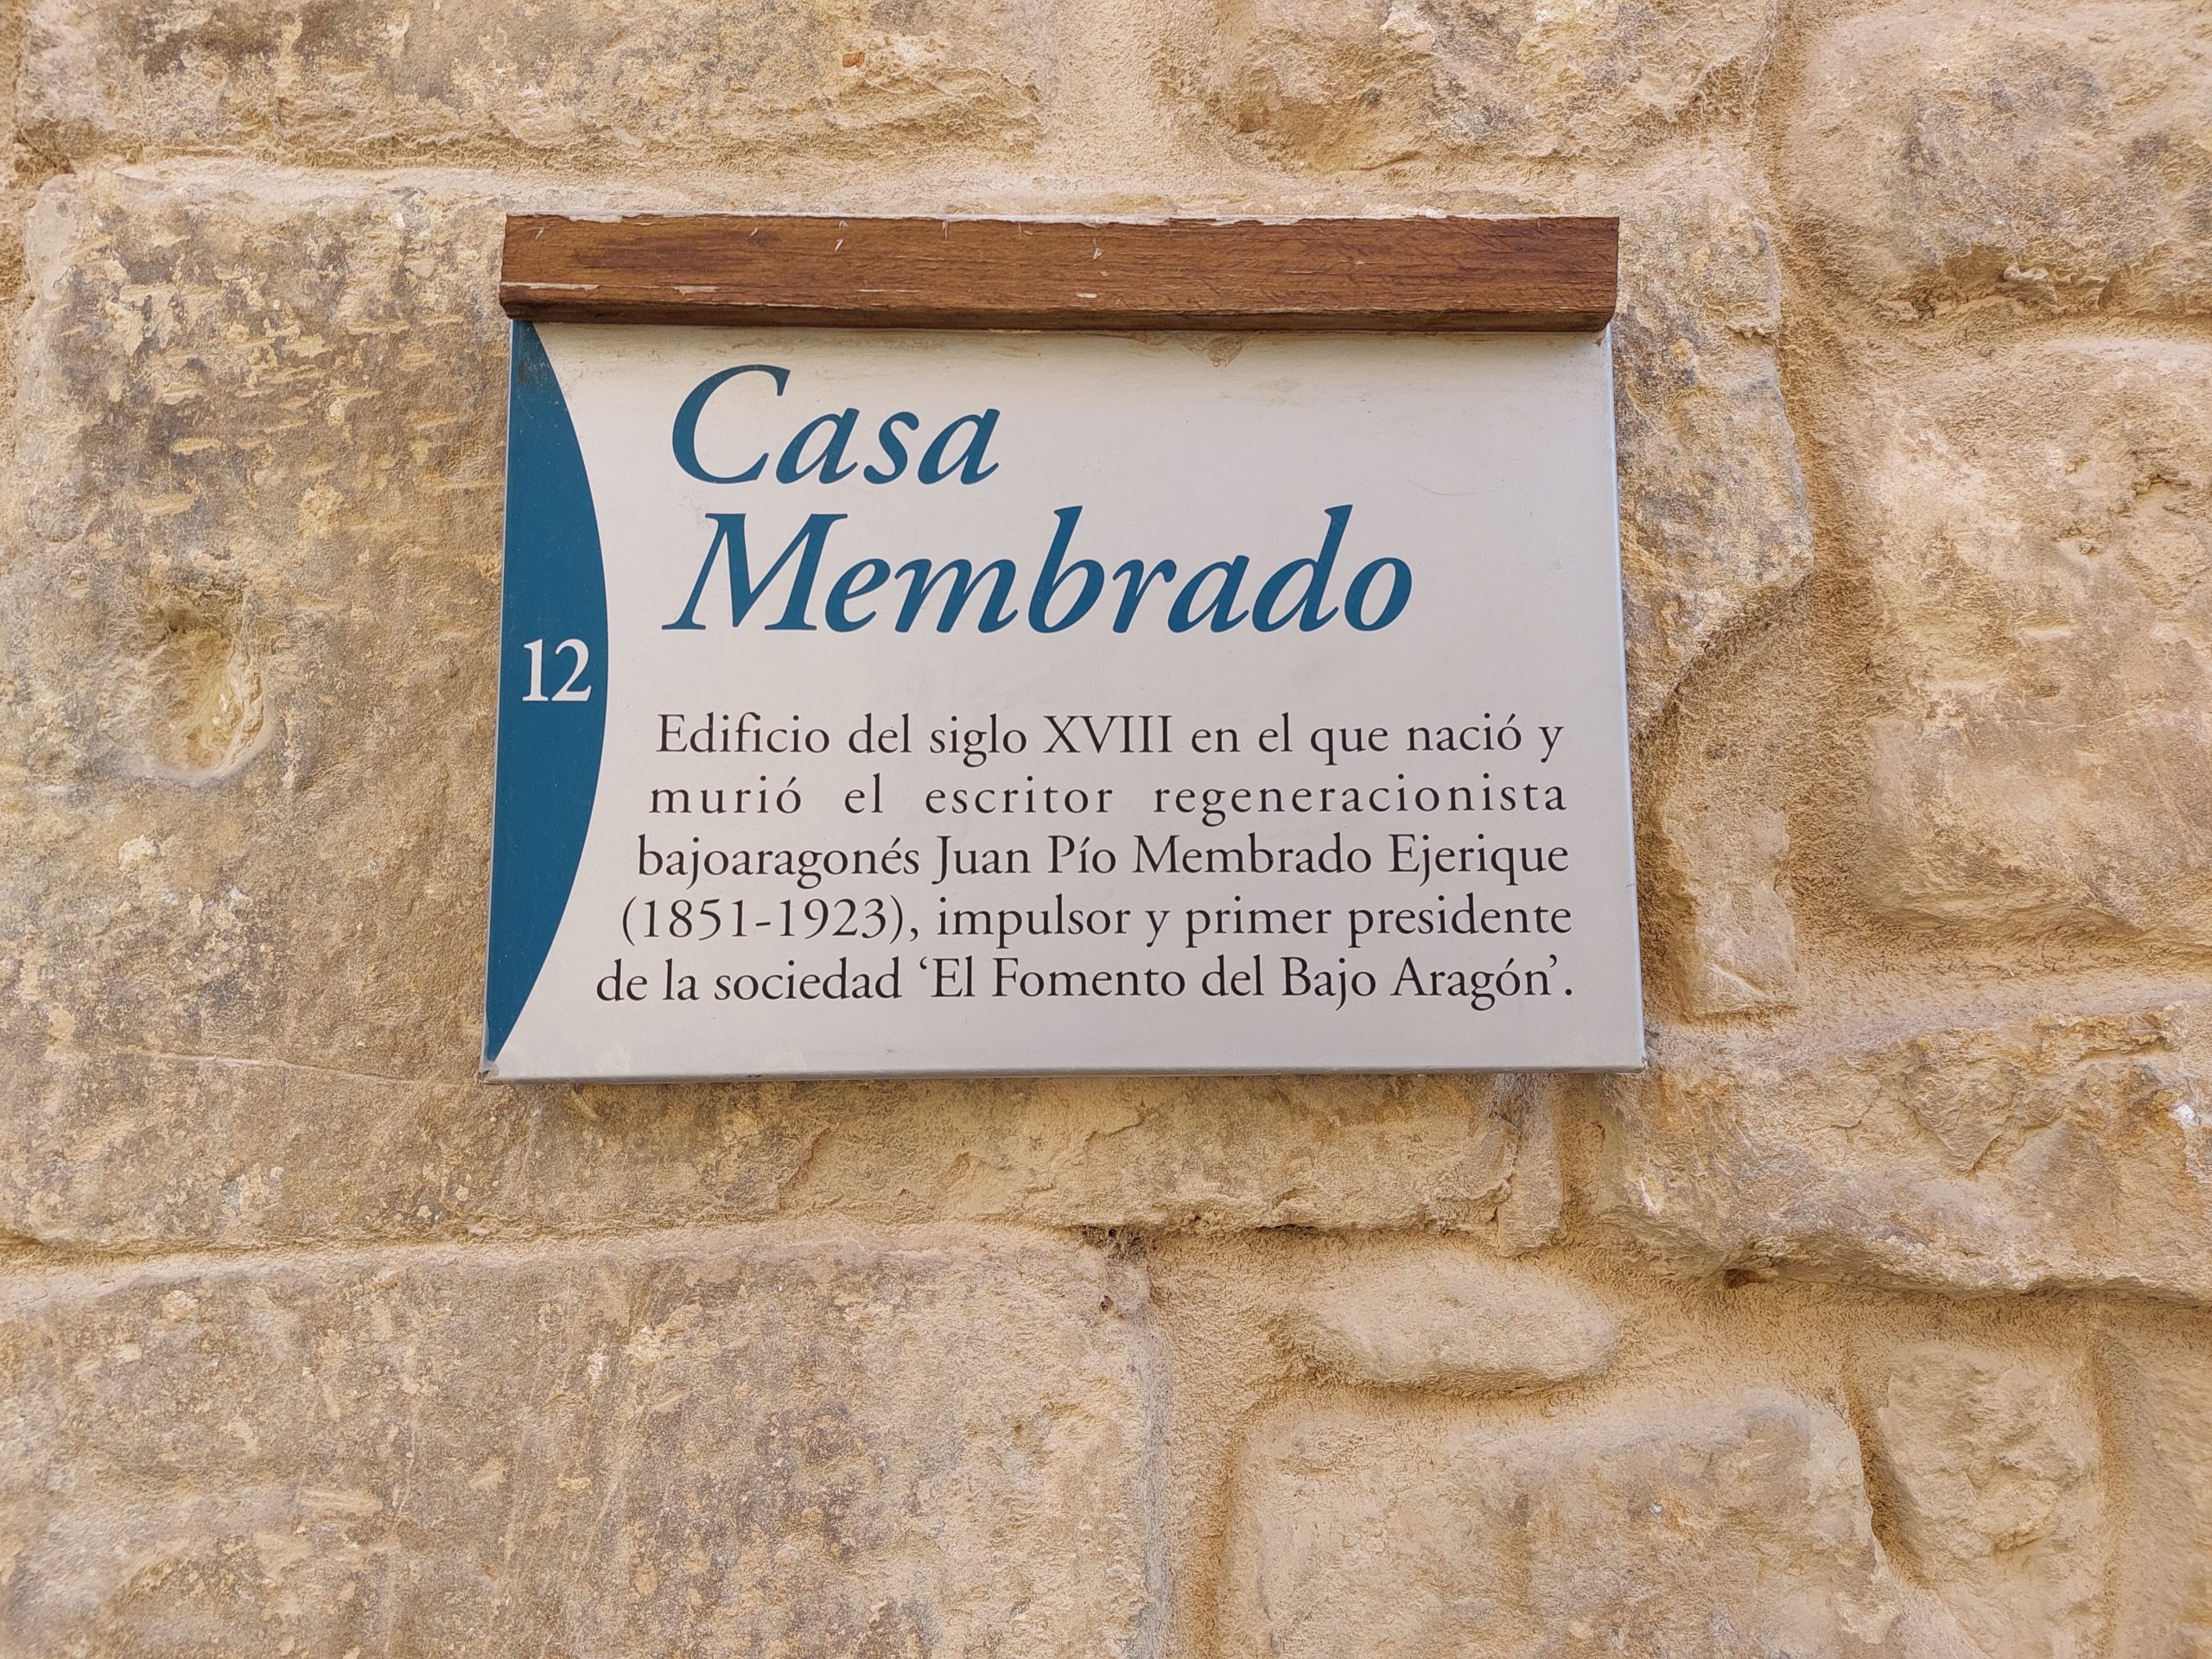 Casa
Membrado
12
Edificio del siglo XVIII en el que nació y
murió el escritor regeneracionista
bajoaragonés Juan Pío Membrado Ejerique
(1851-1923), impulsor y primer presidente
de la sociedad ‘El Fomento del Bajo Aragón’.